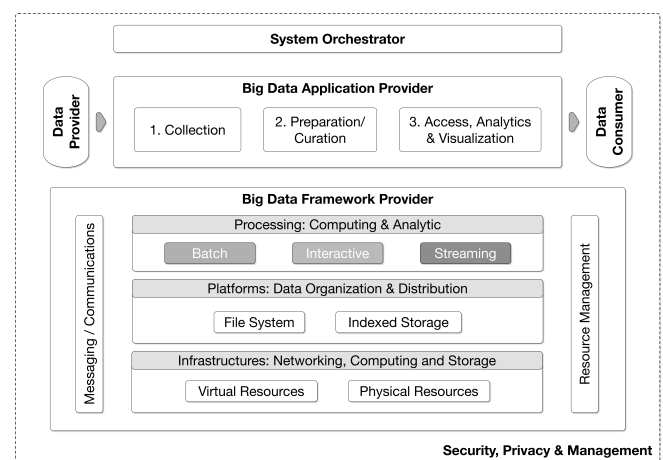 System Orchestrator
Big Data Application Provider
Data
Provider
1. Collection
2. Preparation/
Curation
3. Access, Analytics
& Visualization
Data
Consumer
Big Data Framework Provider
Messaging / Communications
Processing: Computing & Analytic
Batch
Interactive
Streaming
Platforms: Data Organization & Distribution
File System
Indexed Storage
Infrastructures: Networking, Computing and Storage
Virtual Resources
Physical Resources
Resource Management
Security, Privacy & Management